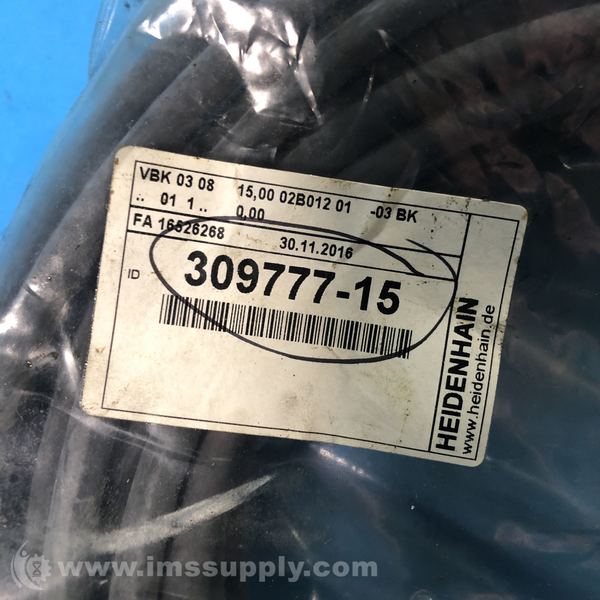 VBK 03 08 15,00 02B012 01 -03 BK
.. 01 1 .. 0,00
FA 16526268 30.11.2016
ID 309777-15
HEIDENHAIN
www.heidenhain.de
www.imssupply.com